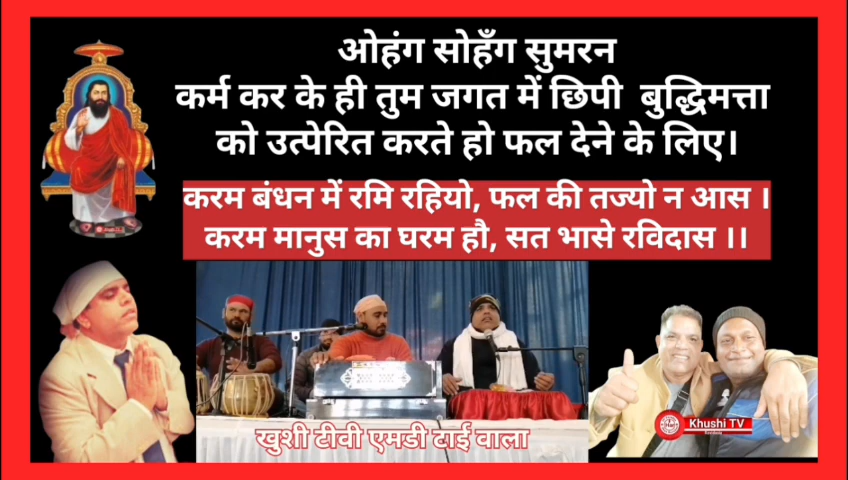 ओहंग सोहँग सुमरन
कर्म कर के ही तुम जगत में छिपी बुद्धिमत्ता
को उत्पेरित करते हो फल देने के लिए।
करम बंधन में रमि रहियो, फल की तज्यो न आस ।
करम मानुस का घरम हौ, सत भासे रविदास ।।
खुशी टीवी एमडी टाई वाला
Khushi TV